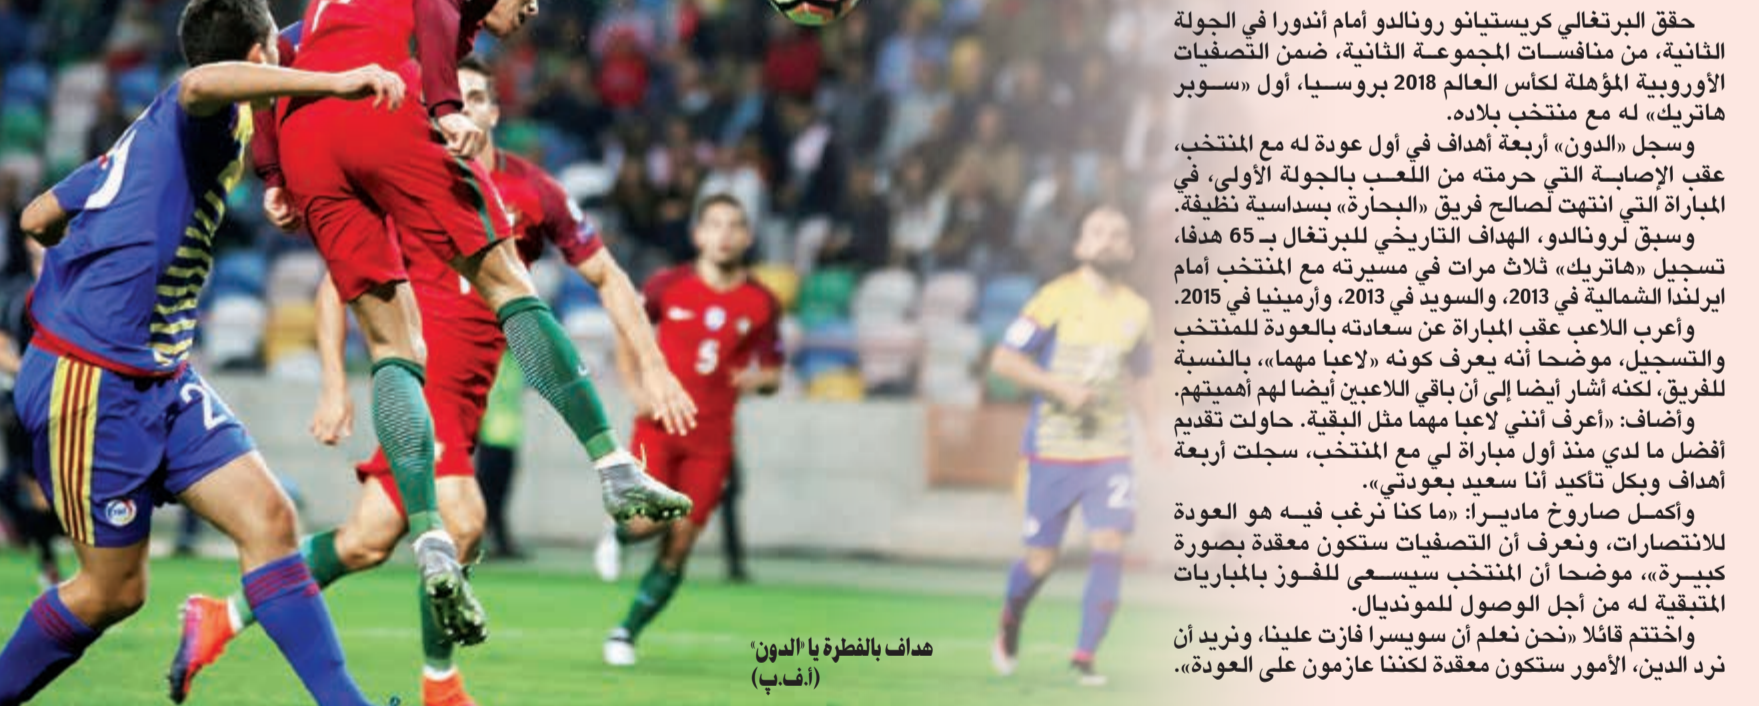 حقق البرتغالي كريستيانو رونالدو أمام أندورا في الجولة
الثانية، من منافسات المجموعة الثانية، ضمن التصفيات
الأوروبية المؤهلة لكأس العالم 2018 بروسيا، أول «سوبر
هاتريك» له مع منتخب بلاده.
وسجل «الدون» أربعة أهداف في أول عودة له مع المنتخب،
عقب الإصابة التي حرمته من اللعب بالجولة الأولى، في
المباراة التي انتهت لصالح فريق «البحارة» بسداسية نظيفة.
وسبق لرونالدو، الهداف التاريخي للبرتغال بـ 65 هدفا،
تسجيل «هاتريك» ثلاث مرات في مسيرته مع المنتخب أمام
ايرلندا الشمالية في 2013، والسويد في 2013، وأرمينيا في 2015.
وأعرب اللاعب عقب المباراة عن سعادته بالعودة للمنتخب
والتسجيل، موضحا أنه يعرف كونه «لاعبا مهما»، بالنسبة
للفريق، لكنه أشار أيضا إلى أن باقي اللاعبين أيضا لهم أهميتهم.
وأضاف: «أعرف أنني لاعبا مهما مثل البقية. حاولت تقديم
أفضل ما لدي منذ أول مباراة لي مع المنتخب، سجلت أربعة
أهداف وبكل تأكيد أنا سعيد بعودتي».
وأكمل صاروخ ماديرا: «ما كنا نرغب فيه هو العودة
للانتصارات، ونعرف أن التصفيات ستكون معقدة بصورة
كبيرة»، موضحا أن المنتخب سيسعى للفوز بالمباريات
المتبقية له من أجل الوصول للمونديال.
واختتم قائلا «نحن نعلم أن سويسرا فازت علينا، ونريد أن
نرد الدين، الأمور ستكون معقدة لكننا عازمون على العودة».
هداف بالفطرة يا «الدون»
(أ.ف.پ)
5
2
2